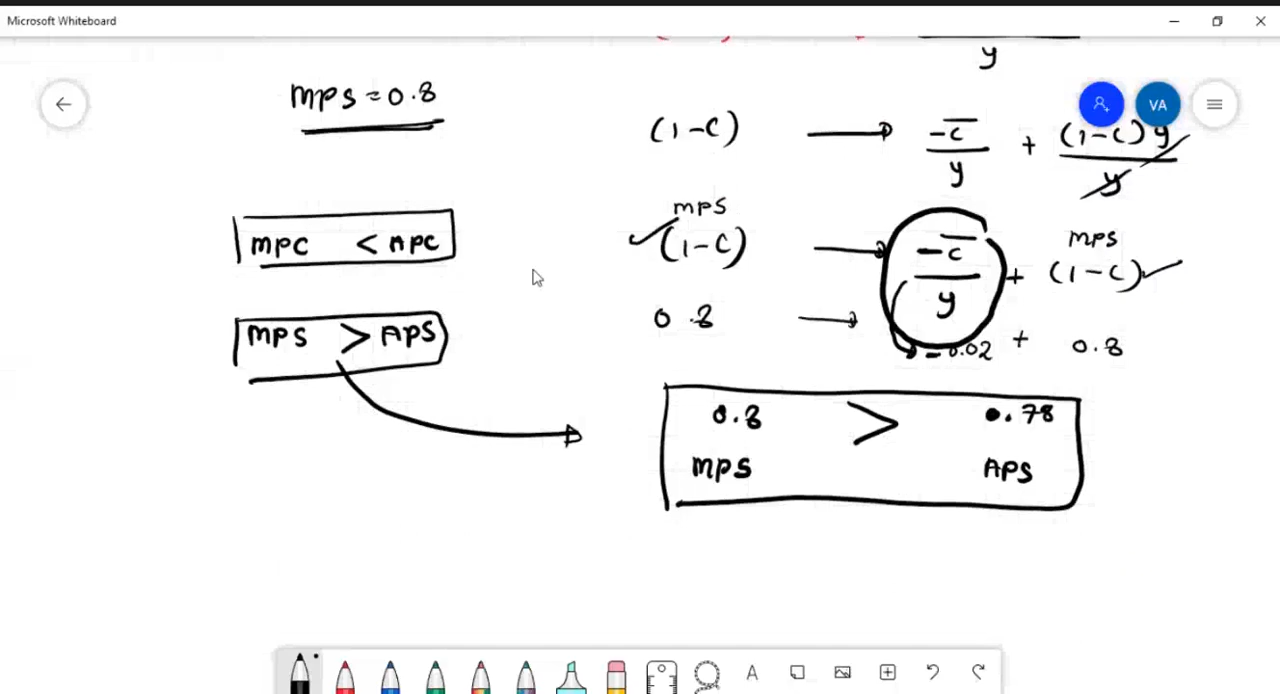 Microsoft Whiteboard
y
VA
MPS = 0.8
(1-C) → -C̅/y + (1-C)y/y
MPC < APC
MPS MPS
(1-C) → -C̅/y + (1-C)
MPS > APS
0.8 → -0.02 + 0.8
0.8 > 0.78
MPS APS
A